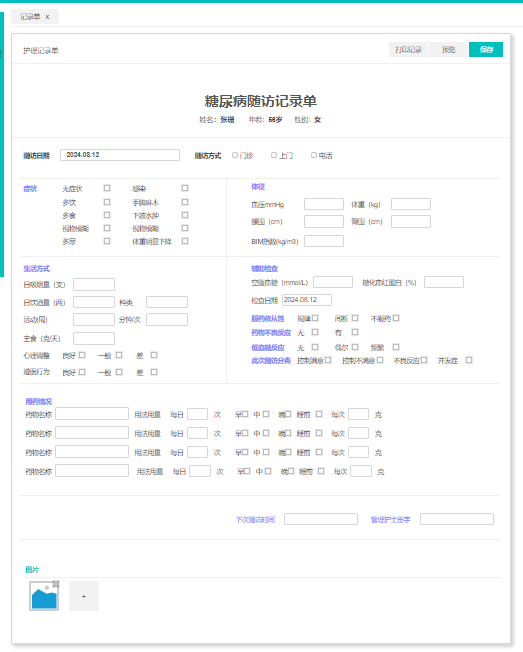 记录单 x
护理记录单 打印记录 预览 保存
糖尿病随访记录单
姓名：张珊 年龄：66岁 性别：女
随访日期 2024.08.12 随访方式 门诊 上门 电话
症状 无症状 感染
多饮 手脚麻木
多食 下肢水肿
视物模糊 视物模糊
多尿 体重明显下降
体征
血压mmHg 体重（kg）
腰围（cm） 臀围（cm）
BIM指数(kg/m3)
生活方式
日吸烟量（支）
日饮酒量（两） 种类
运动(周) 分钟/次
主食（克/天）
心理调整 良好 一般 差
遵医行为 良好 一般 差
辅助检查
空腹血糖（mmol/L） 糖化血红蛋白（%）
检查日期 2024.08.12
服药依从性 规律 间断 不服药
药物不良反应 无 有
低血糖反应 无 偶尔 频繁
此次随访分类 控制满意 控制不满意 不良反应 并发症
用药情况
药物名称 用法用量 每日 次 早 中 晚 睡前 每次 克
药物名称 用法用量 每日 次 早 中 晚 睡前 每次 克
药物名称 用法用量 每日 次 早 中 晚 睡前 每次 克
药物名称 用法用量 每日 次 早 中 晚 睡前 每次 克
下次随访时间 管理护士签字
图片
+